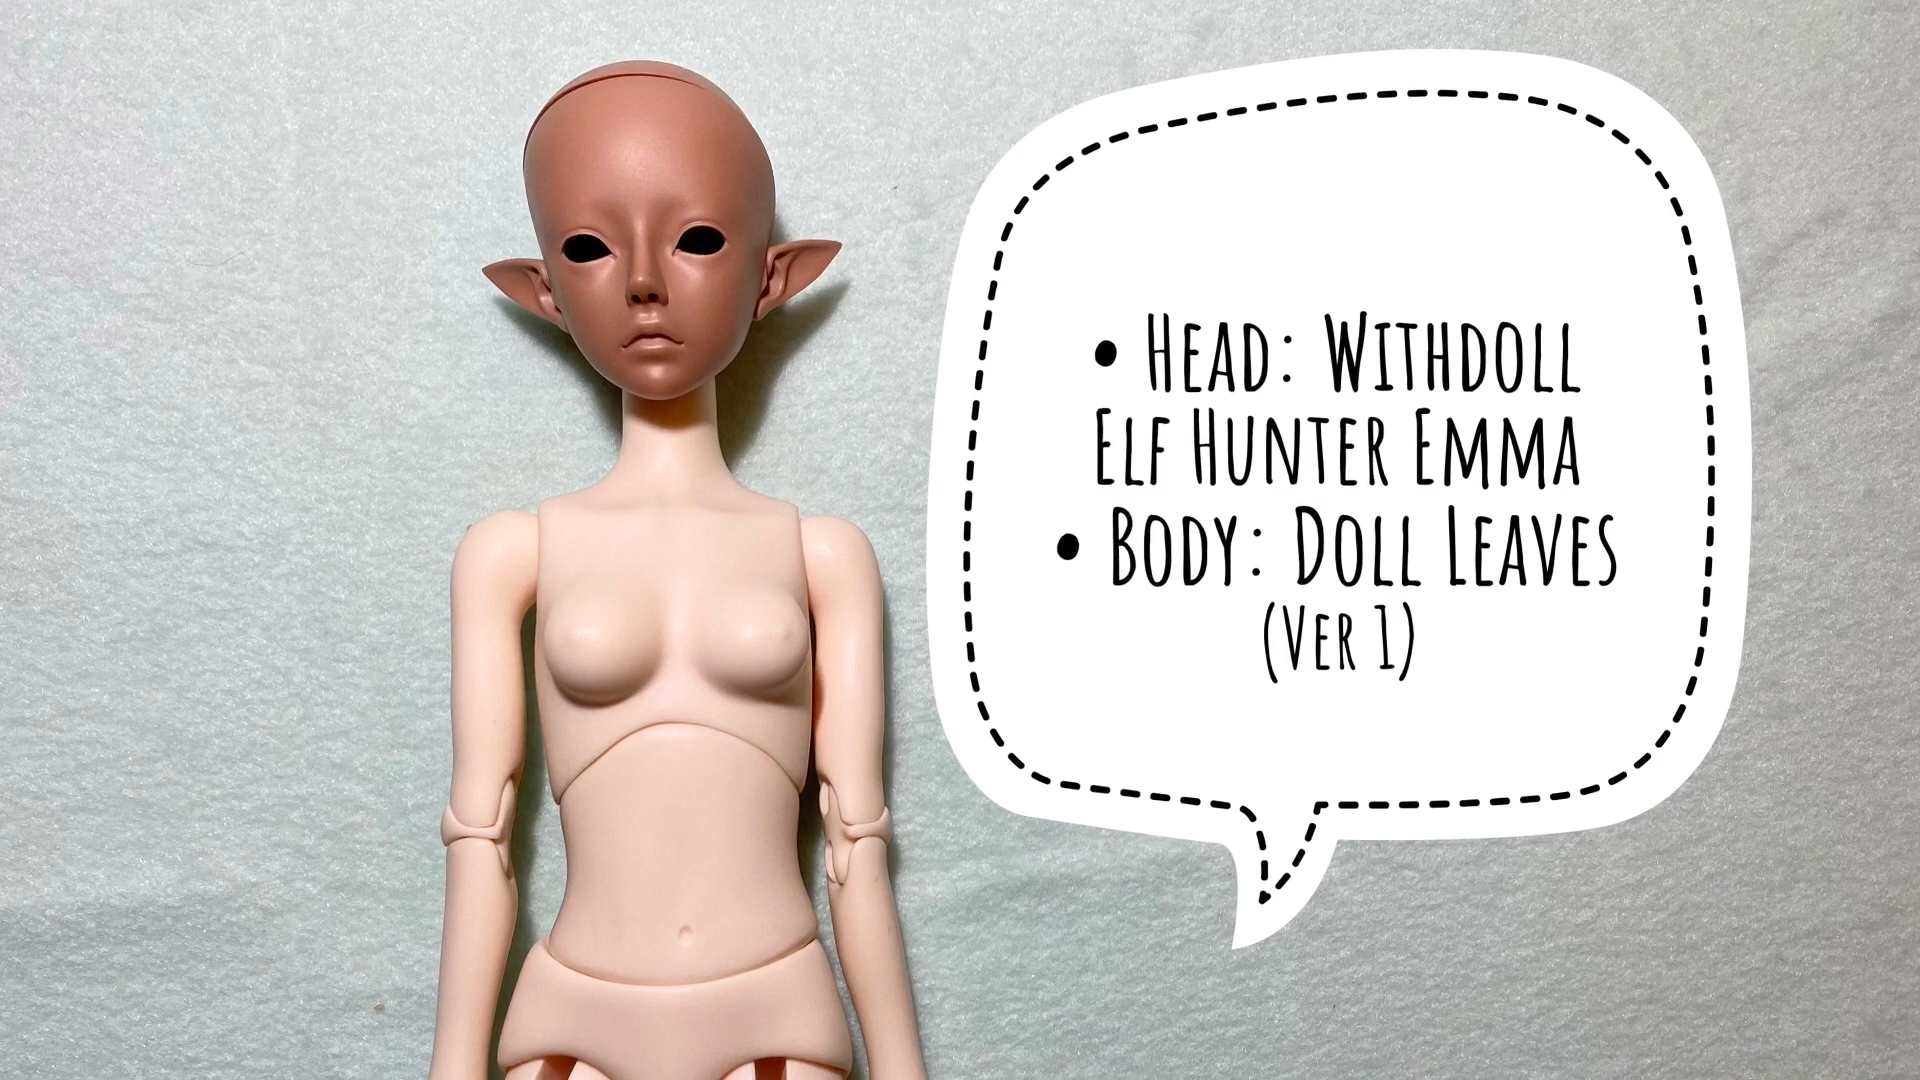 • Head: Withdoll
Elf Hunter Emma
• Body: Doll Leaves
(Ver 1)